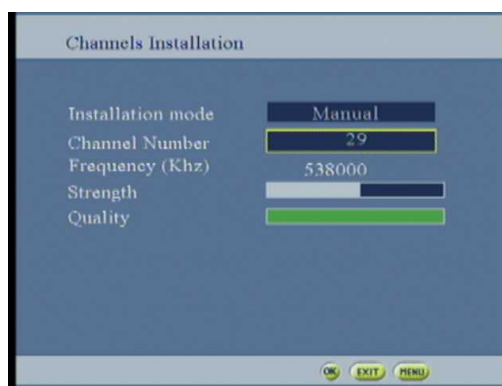 Channels Installation
Installation mode Manual
Channel Number 29
Frequency (Khz) 538000
Strength
Quality
OK EXIT MENU